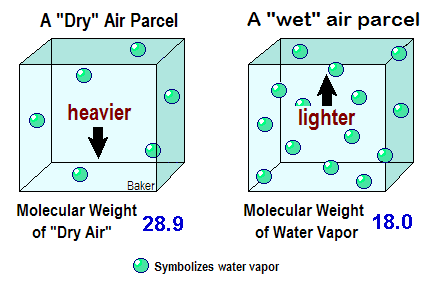 A "Dry" Air Parcel
A "wet" air parcel
heavier
lighter
Baker
Molecular Weight
of "Dry Air" 28.9
Molecular Weight
of Water Vapor 18.0
Symbolizes water vapor